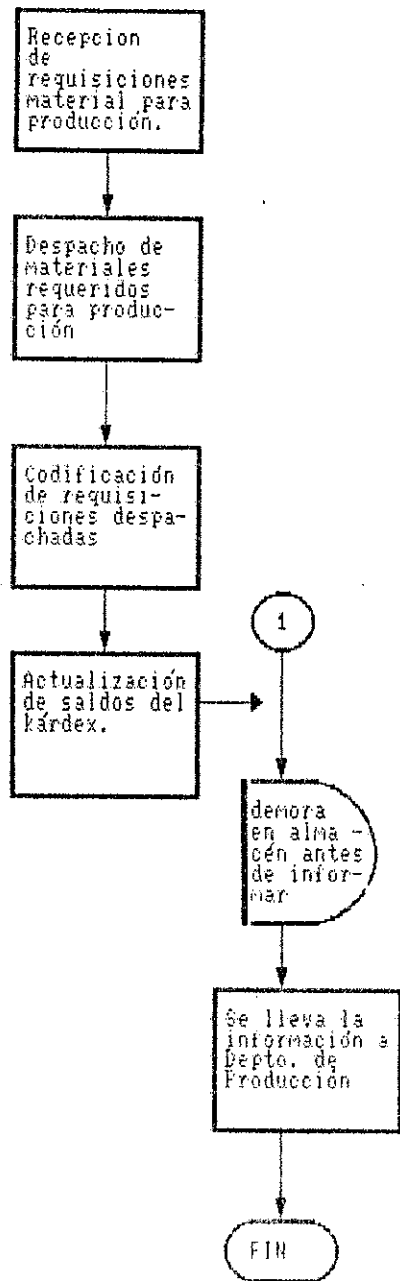 Recepcion
de
requisiciones
material para
producción.
Despacho de
materiales
requeridos
para produc-
ción
Codificación
de requisi-
ciones despa-
chadas
Actualización
de saldos del
kárdex.
1
demora
en alma -
cén antes
de infor-
mar
Se lleva la
información a
Depto. de
Producción
FIN